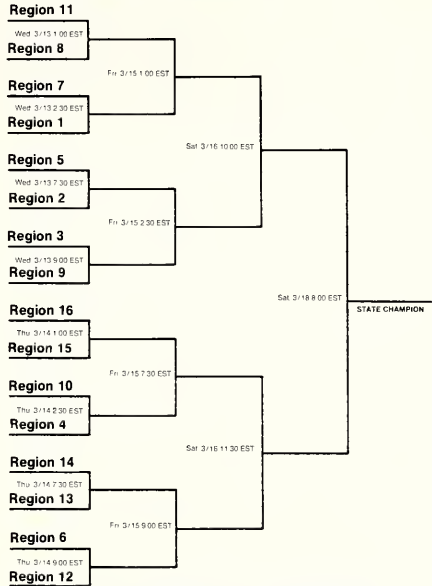 Region 11
Wed 3/13 1:00 EST
Region 8
Fri 3/15 1:00 EST
Region 7
Wed 3/13 2:30 EST
Region 1
Sat 3/16 10:00 EST
Region 5
Wed 3/13 7:30 EST
Region 2
Fri 3/15 2:30 EST
Region 3
Wed 3/13 9:00 EST
Region 9
Sat 3/18 8:00 EST
STATE CHAMPION
Region 16
Thu 3/14 1:00 EST
Region 15
Fri 3/15 7:30 EST
Region 10
Thu 3/14 2:30 EST
Region 4
Sat 3/16 11:30 EST
Region 14
Thu 3/14 7:30 EST
Region 13
Fri 3/15 9:00 EST
Region 6
Thu 3/14 9:00 EST
Region 12